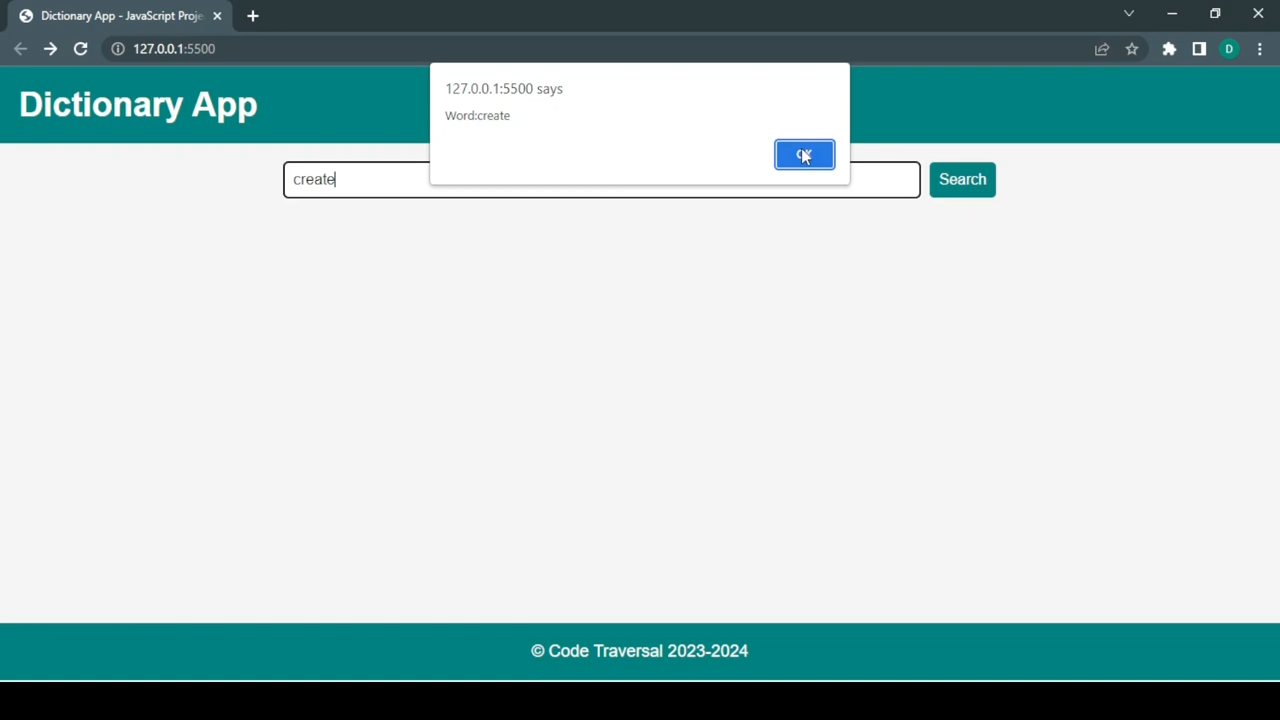 Dictionary App - JavaScript Proje
127.0.0.1:5500
D
127.0.0.1:5500 says
Word:create
Dictionary App
create
Search
© Code Traversal 2023-2024